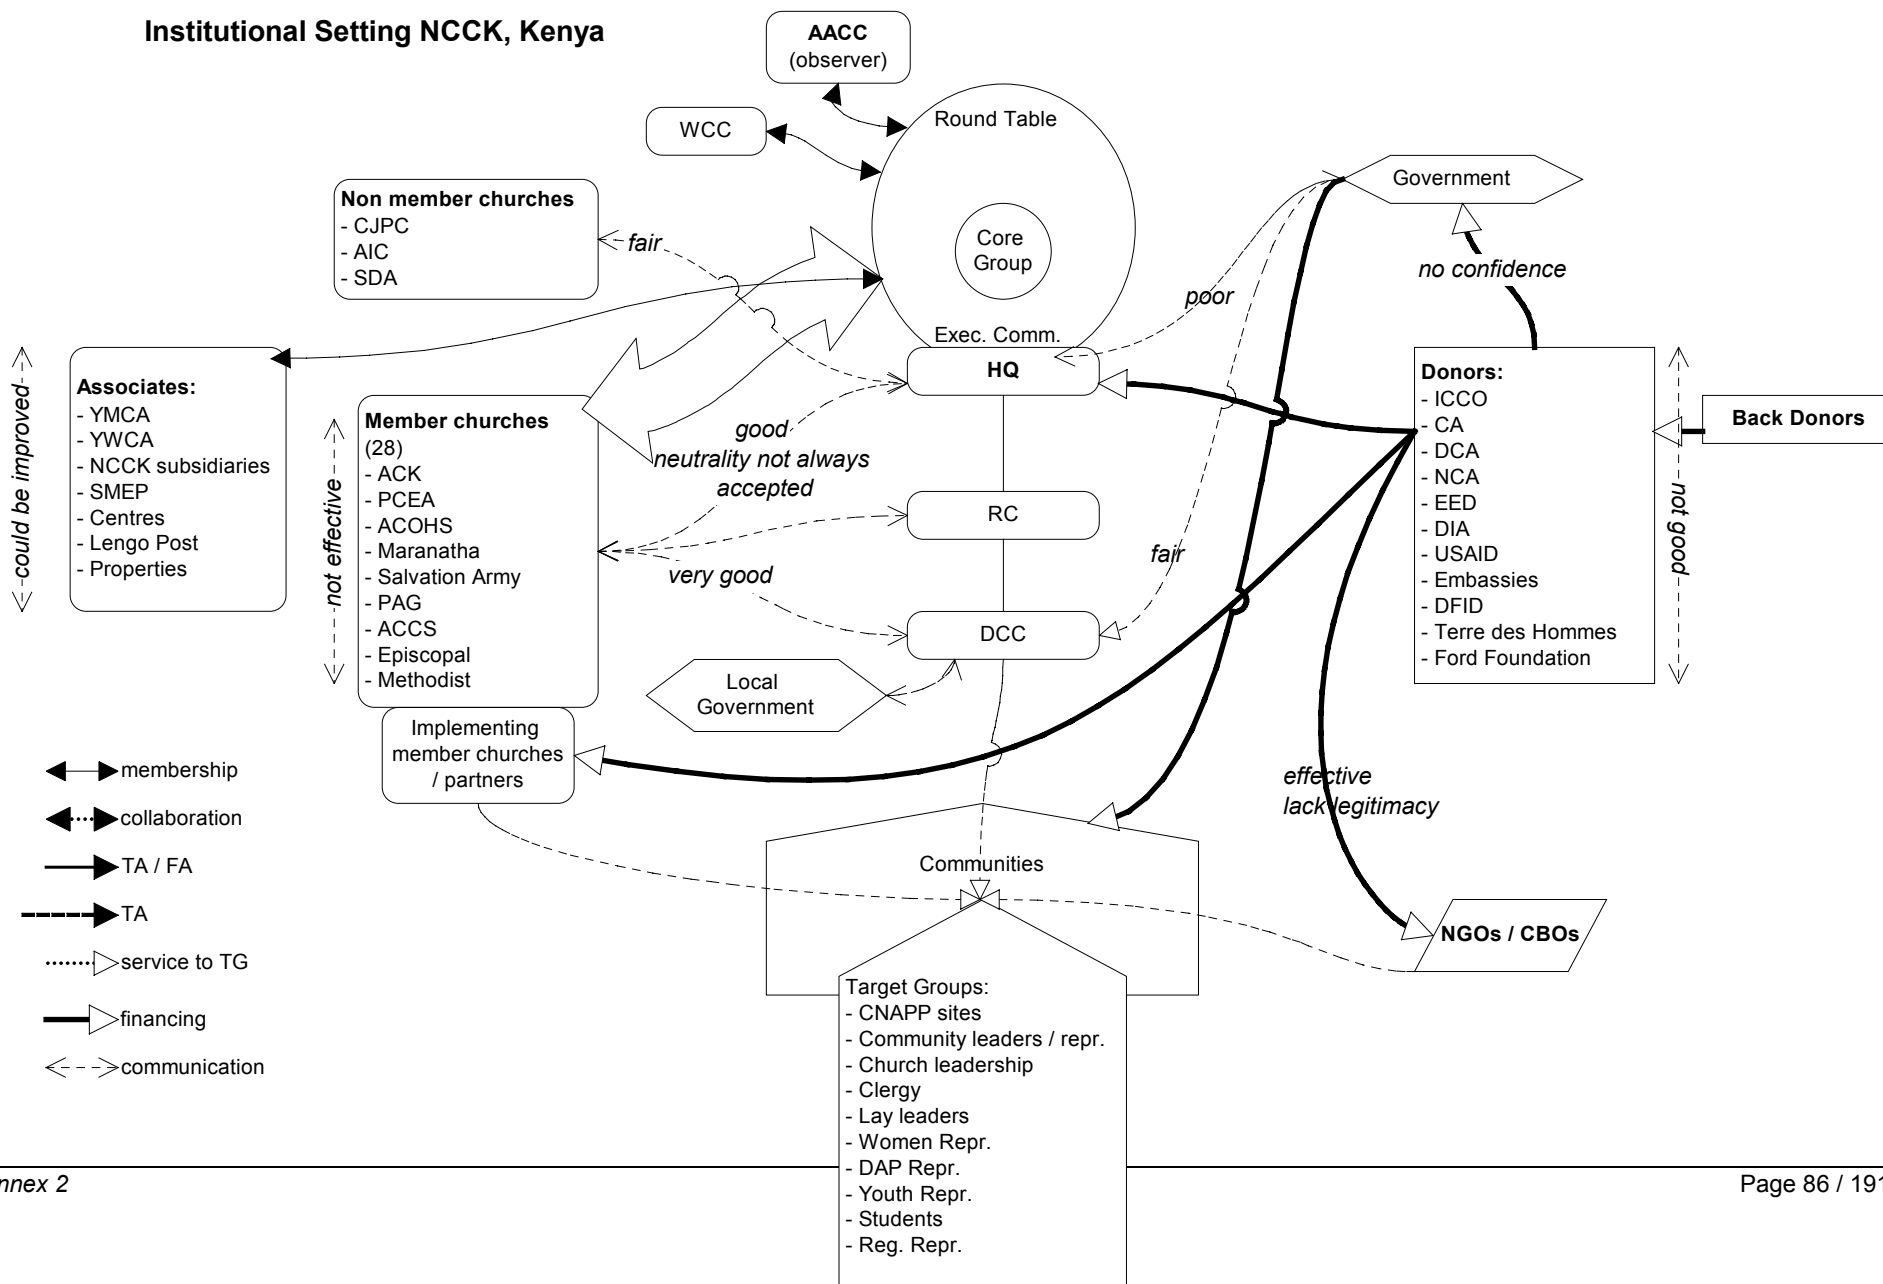 Institutional Setting NCCK, Kenya
AACC
(observer)
WCC
Round Table
Core
Group
Exec. Comm.
HQ
Government
Non member churches
- CJPC
- AIC
- SDA
fair
poor
no confidence
could be improved
Associates:
- YMCA
- YWCA
- NCCK subsidiaries
- SMEP
- Centres
- Lengo Post
- Properties
not effective
Member churches
(28)
- ACK
- PCEA
- ACOHS
- Maranatha
- Salvation Army
- PAG
- ACCS
- Episcopal
- Methodist
good
neutrality not always
accepted
very good
RC
fair
DCC
Local
Government
Donors:
- ICCO
- CA
- DCA
- NCA
- EED
- DIA
- USAID
- Embassies
- DFID
- Terre des Hommes
- Ford Foundation
not good
Back Donors
Implementing
member churches
/ partners
effective
lack legitimacy
membership
collaboration
TA / FA
TA
service to TG
financing
communication
Communities
NGOs / CBOs
Target Groups:
- CNAPP sites
- Community leaders / repr.
- Church leadership
- Clergy
- Lay leaders
- Women Repr.
- DAP Repr.
- Youth Repr.
- Students
- Reg. Repr.
nnex 2
Page 86 / 191